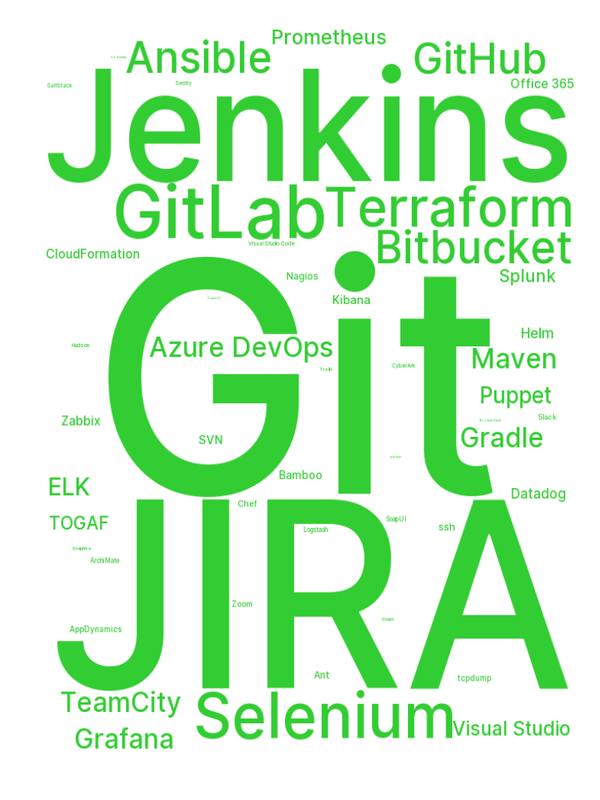 Prometheus
Ansible
GitHub
SaltStack
Sentry
Office 365
Jenkins
GitLab
Terraform
Visual Studio Code
Bitbucket
CloudFormation
Nagios
Splunk
Kibana
Git
Helm
Hudson
Azure DevOps
Maven
Trello
CyberArk
Puppet
Slack
Zabbix
SVN
Gradle
Bamboo
ELK
Datadog
Chef
JIRA
TOGAF
SoapUI
Logstash
ssh
Graphite
ArchiMate
Zoom
AppDynamics
Ant
tcpdump
TeamCity
Selenium
Visual Studio
Grafana